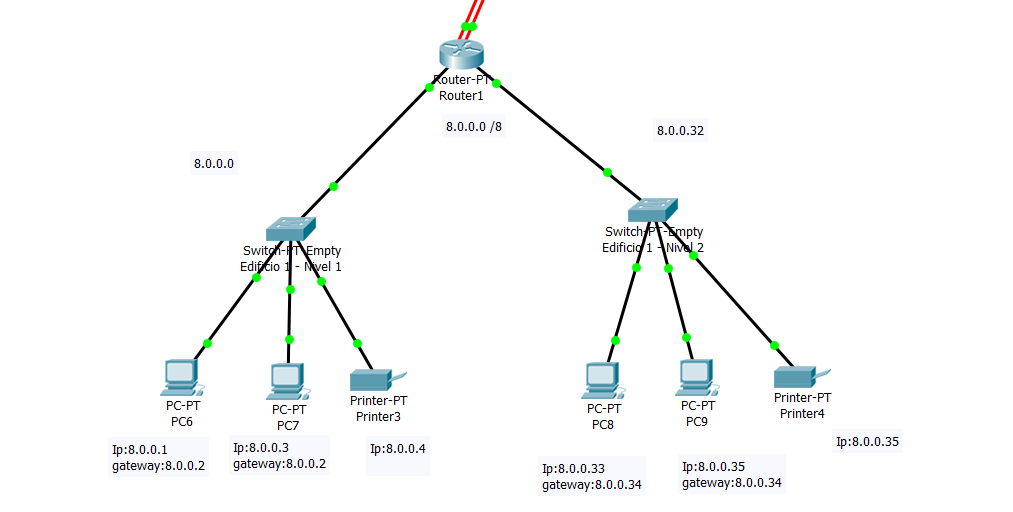 Router-PT
Router1
8.0.0.0 /8
8.0.0.32
8.0.0.0
Switch-PT-Empty
Edificio 1 - Nivel 1
Switch-PT-Empty
Edificio 1 - Nivel 2
PC-PT
PC6
PC-PT
PC7
Printer-PT
Printer3
PC-PT
PC8
PC-PT
PC9
Printer-PT
Printer4
Ip:8.0.0.1
gateway:8.0.0.2
Ip:8.0.0.3
gateway:8.0.0.2
Ip:8.0.0.4
Ip:8.0.0.33
gateway:8.0.0.34
Ip:8.0.0.35
gateway:8.0.0.34
Ip:8.0.0.35